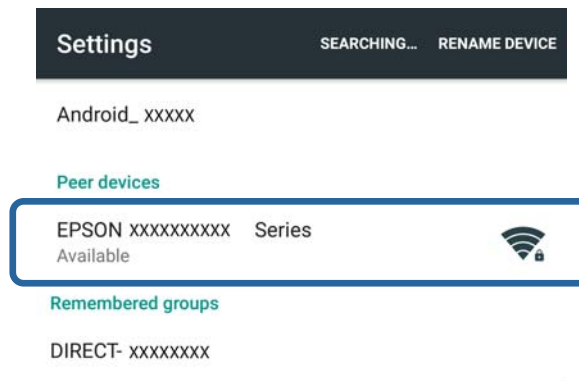 Settings SEARCHING... RENAME DEVICE
Android_ xxxxx
Peer devices
EPSON xxxxxxxxxx Series
Available
Remembered groups
DIRECT- xxxxxxxx